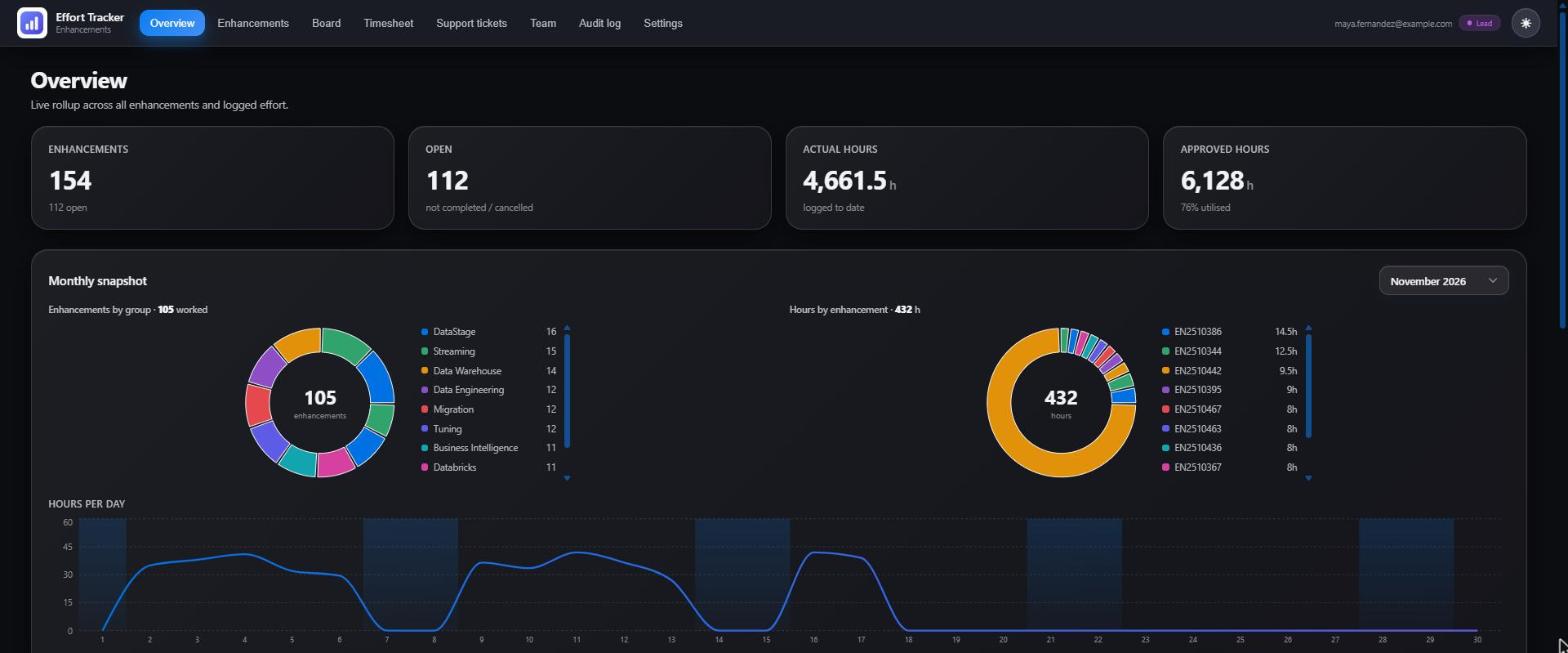 Effort Tracker
Enhancements
Overview
Enhancements
Board
Timesheet
Support tickets
Team
Audit log
Settings
maya.fernandez@example.com
Lead
Overview
Live rollup across all enhancements and logged effort.
ENHANCEMENTS
154
112 open
OPEN
112
not completed / cancelled
ACTUAL HOURS
4,661.5 h
logged to date
APPROVED HOURS
6,128 h
76% utilised
Monthly snapshot
November 2026
Enhancements by group · 105 worked
105
enhancements
DataStage 16
Streaming 15
Data Warehouse 14
Data Engineering 12
Migration 12
Tuning 12
Business Intelligence 11
Databricks 11
Hours by enhancement · 432 h
432
hours
EN2510386 14.5h
EN2510344 12.5h
EN2510442 9.5h
EN2510395 9h
EN2510467 8h
EN2510463 8h
EN2510436 8h
EN2510367 8h
HOURS PER DAY
60
45
30
15
0
1 2 3 4 5 6 7 8 9 10 11 12 13 14 15 16 17 18 19 20 21 22 23 24 25 26 27 28 29 30